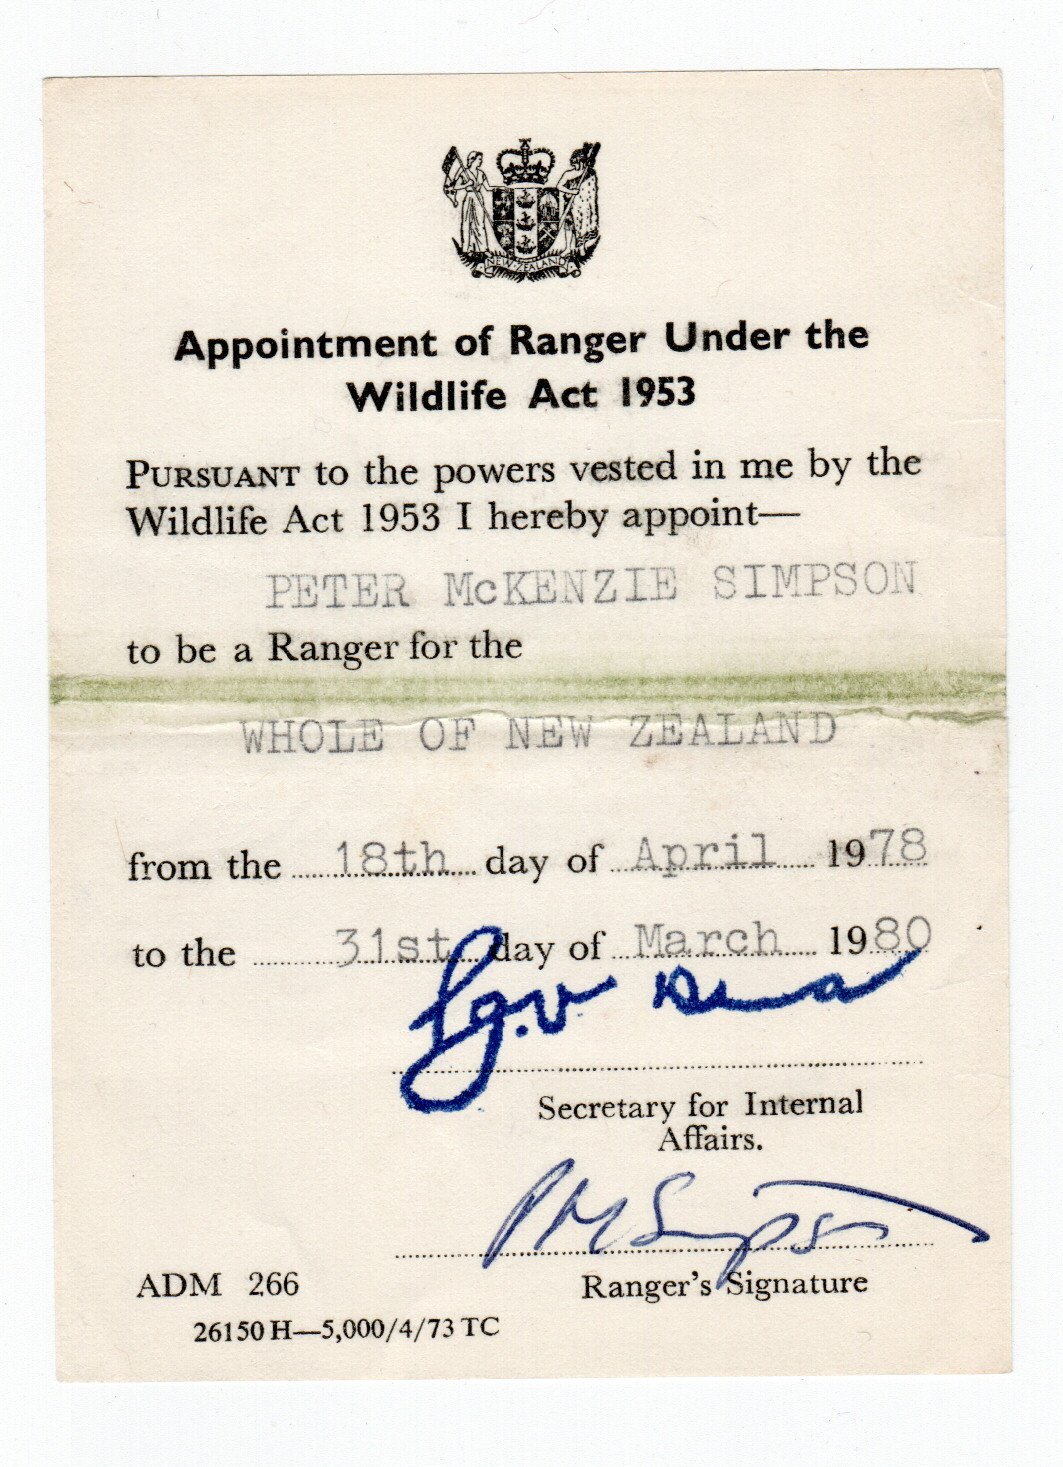 NEW ZEALAND
Appointment of Ranger Under the
Wildlife Act 1953
PURSUANT to the powers vested in me by the
Wildlife Act 1953 I hereby appoint—
PETER McKENZIE SIMPSON
to be a Ranger for the
WHOLE OF NEW ZEALAND
from the 18th day of April 1978
to the 31st day of March 1980
Secretary for Internal
Affairs.
P M Simpson
Ranger's Signature
ADM 266
26150 H—5,000/4/73 TC